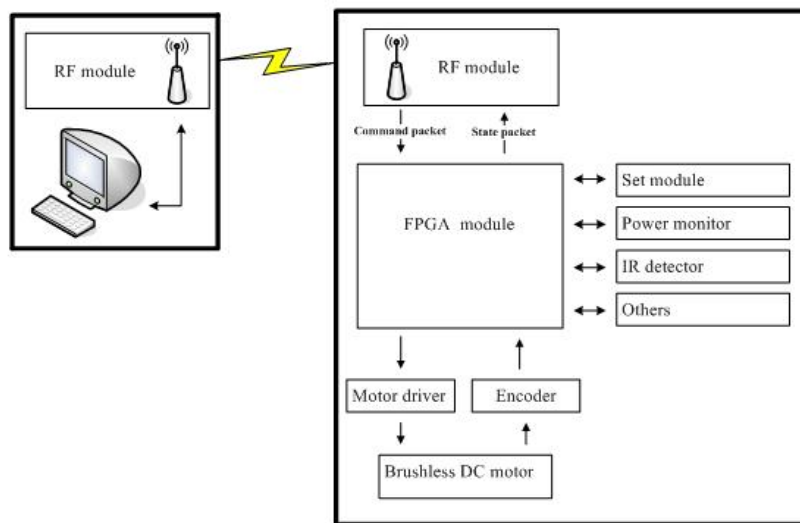 RF module
RF module
Command packet
State packet
FPGA module
Set module
Power monitor
IR detector
Others
Motor driver
Encoder
Brushless DC motor